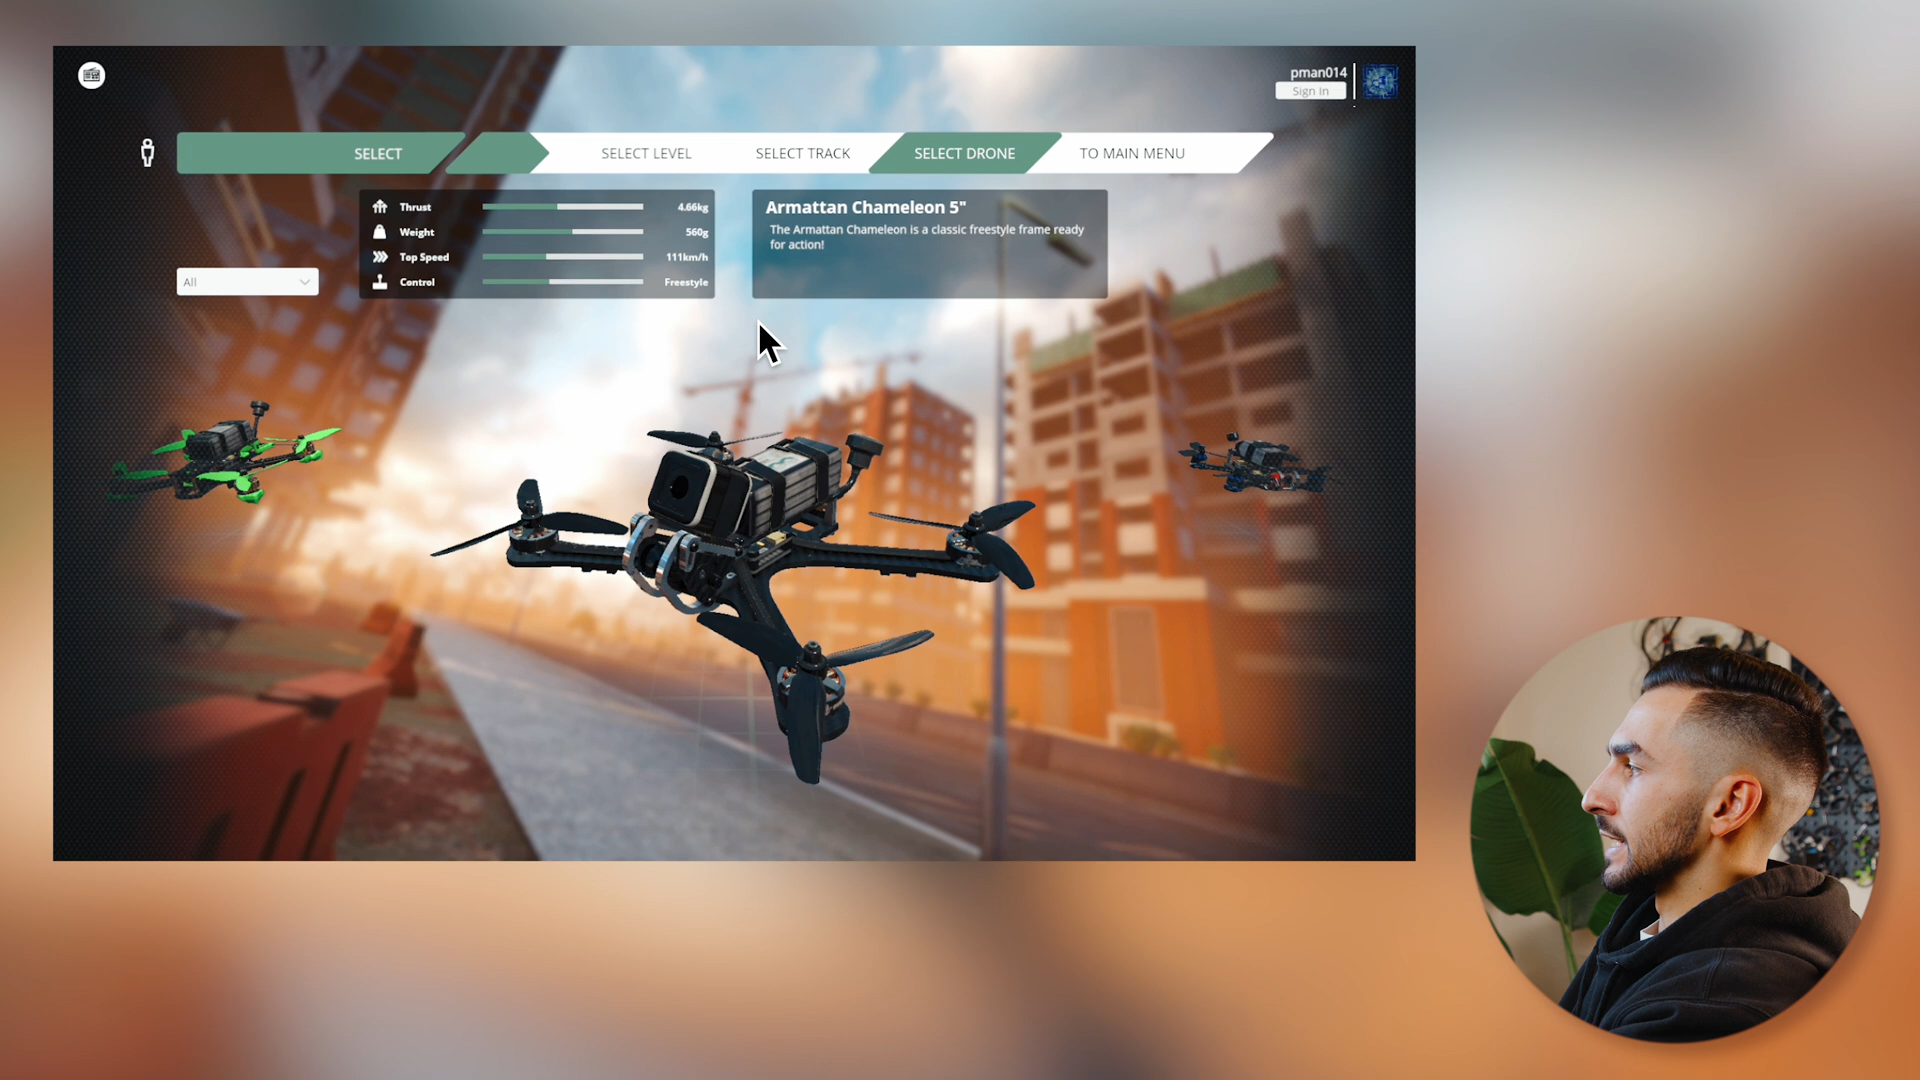 pman014
Sign In
SELECT
SELECT LEVEL
SELECT TRACK
SELECT DRONE
TO MAIN MENU
Thrust 4.66kg
Weight 560g
Top Speed 111km/h
Control Freestyle
Armattan Chameleon 5"
The Armattan Chameleon is a classic freestyle frame ready
for action!
All